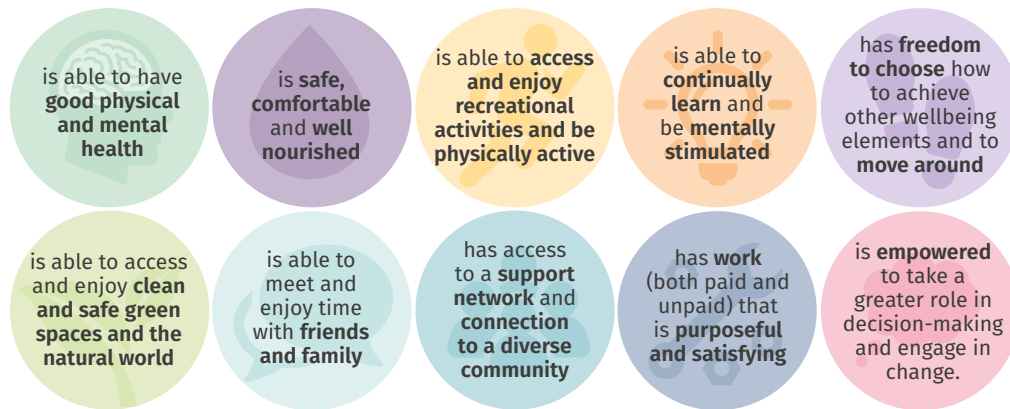 is able to have
good physical
and mental
health
is safe,
comfortable
and well
nourished
is able to access
and enjoy
recreational
activities and be
physically active
is able to
continually
learn and
be mentally
stimulated
has freedom
to choose how
to achieve
other wellbeing
elements and to
move around
is able to access
and enjoy clean
and safe green
spaces and the
natural world
is able to
meet and
enjoy time
with friends
and family
has access
to a support
network and
connection
to a diverse
community
has work
(both paid and
unpaid) that
is purposeful
and satisfying
is empowered
to take a
greater role in
decision-making
and engage in
change.